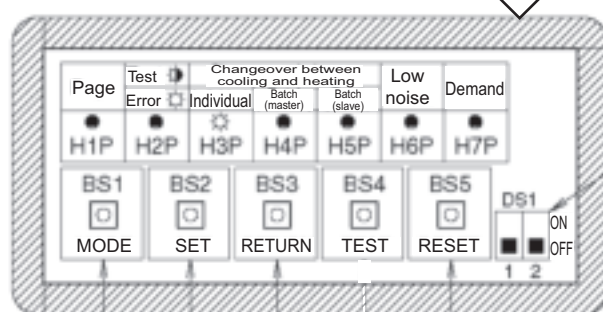 Page Test Changeover between cooling and heating Low noise Demand
Error Individual Batch (master) Batch (slave)
H1P H2P H3P H4P H5P H6P H7P
BS1 BS2 BS3 BS4 BS5
DS1
ON
MODE SET RETURN TEST RESET OFF
1 2